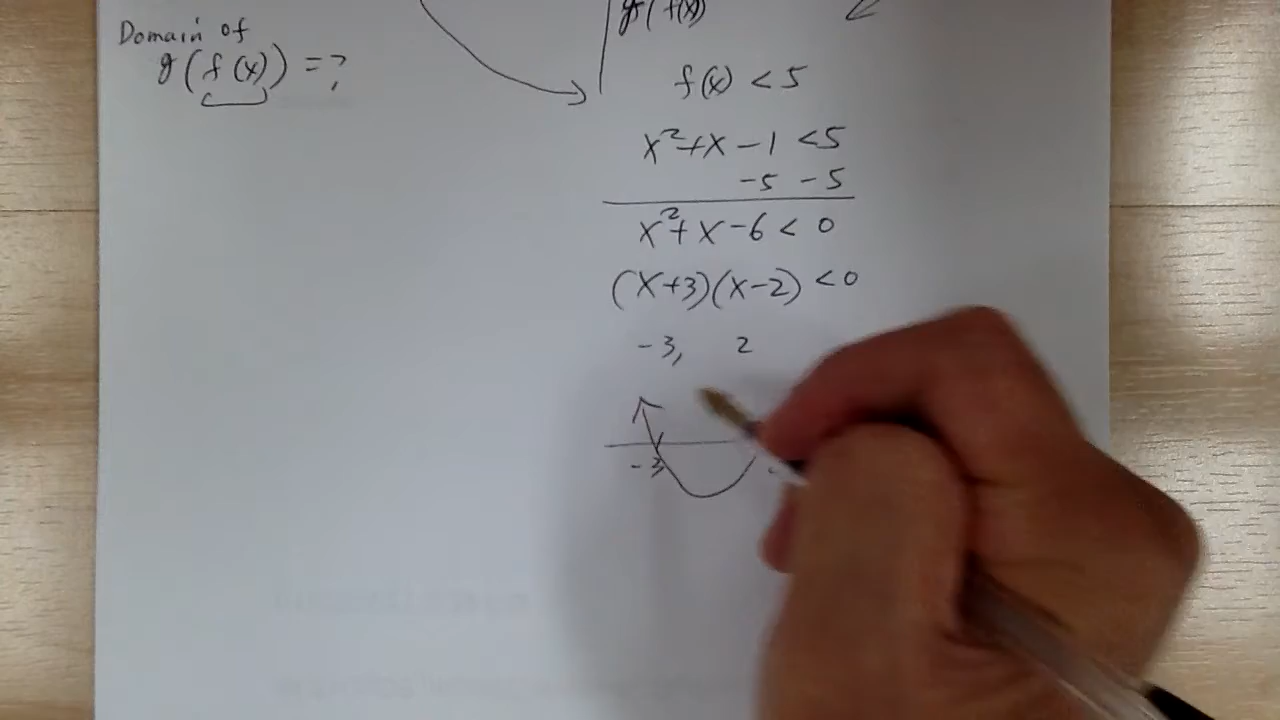 Domain of
g(f(x)) = ?
g(f(x))
f(x) < 5
x²+x-1 <5
-5 -5
x²+x-6 < 0
(x+3)(x-2) <0
-3, 2
-3